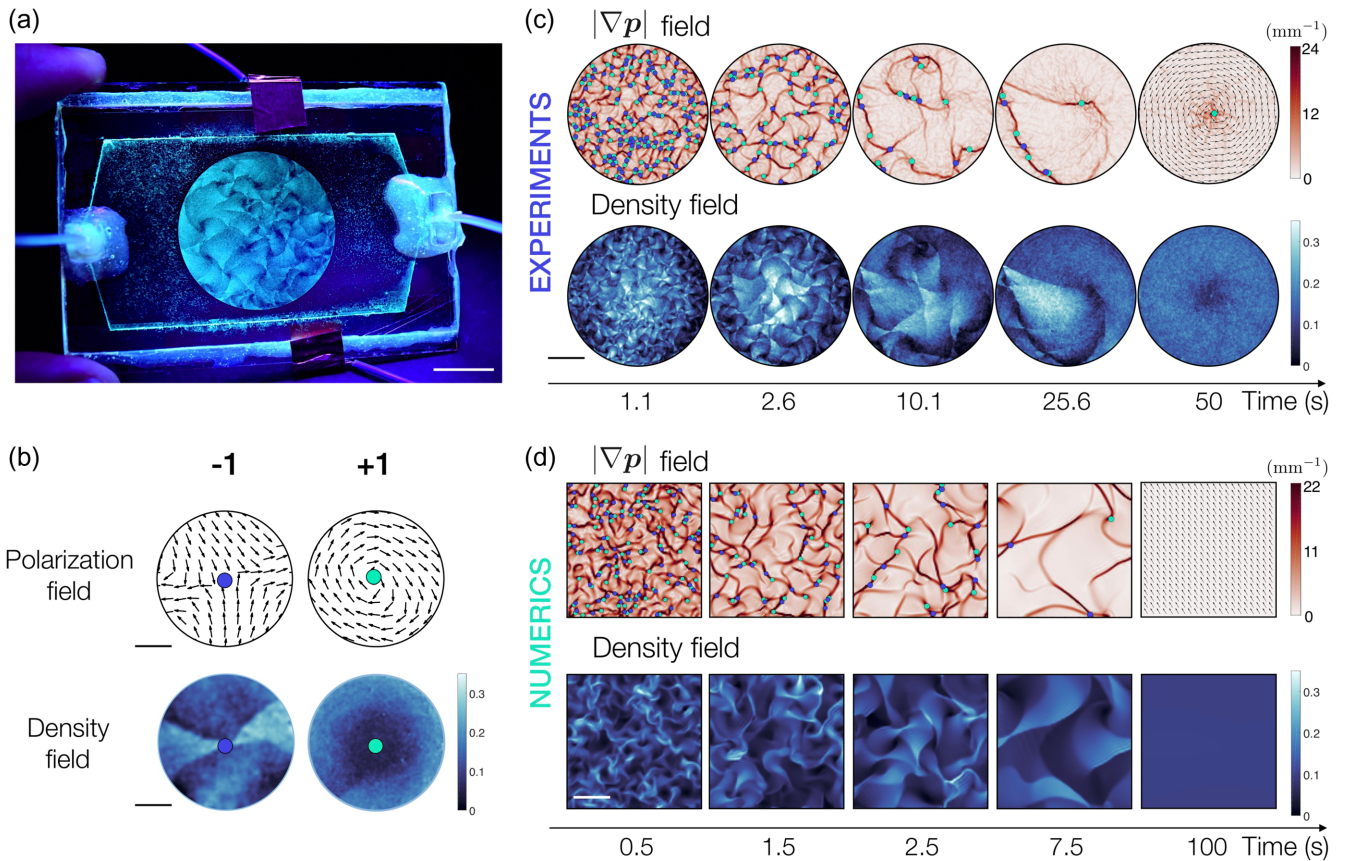 (a)
(b)
-1
+1
Polarization
field
Density
field
0.3
0.2
0.1
0
(c)
|∇p| field
EXPERIMENTS
(mm⁻¹)
24
12
0
Density field
0.3
0.2
0.1
0
1.1
2.6
10.1
25.6
50
Time (s)
(d)
|∇p| field
NUMERICS
(mm⁻¹)
22
11
0
Density field
0.3
0.2
0.1
0
0.5
1.5
2.5
7.5
100
Time (s)